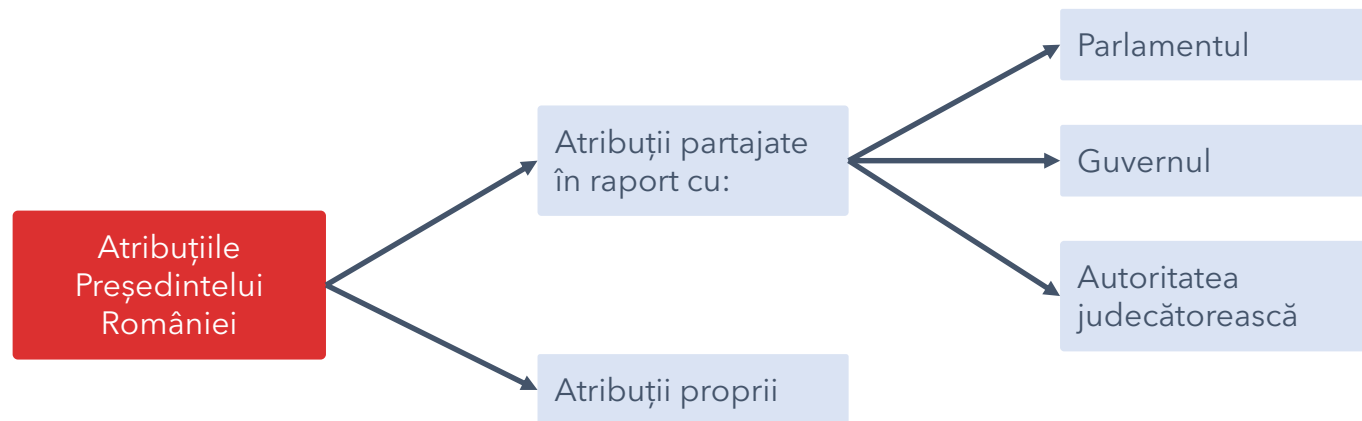 Atribuțiile
Președintelui
României
Atribuții partajate
în raport cu:
Atribuții proprii
Parlamentul
Guvernul
Autoritatea
judecătorească